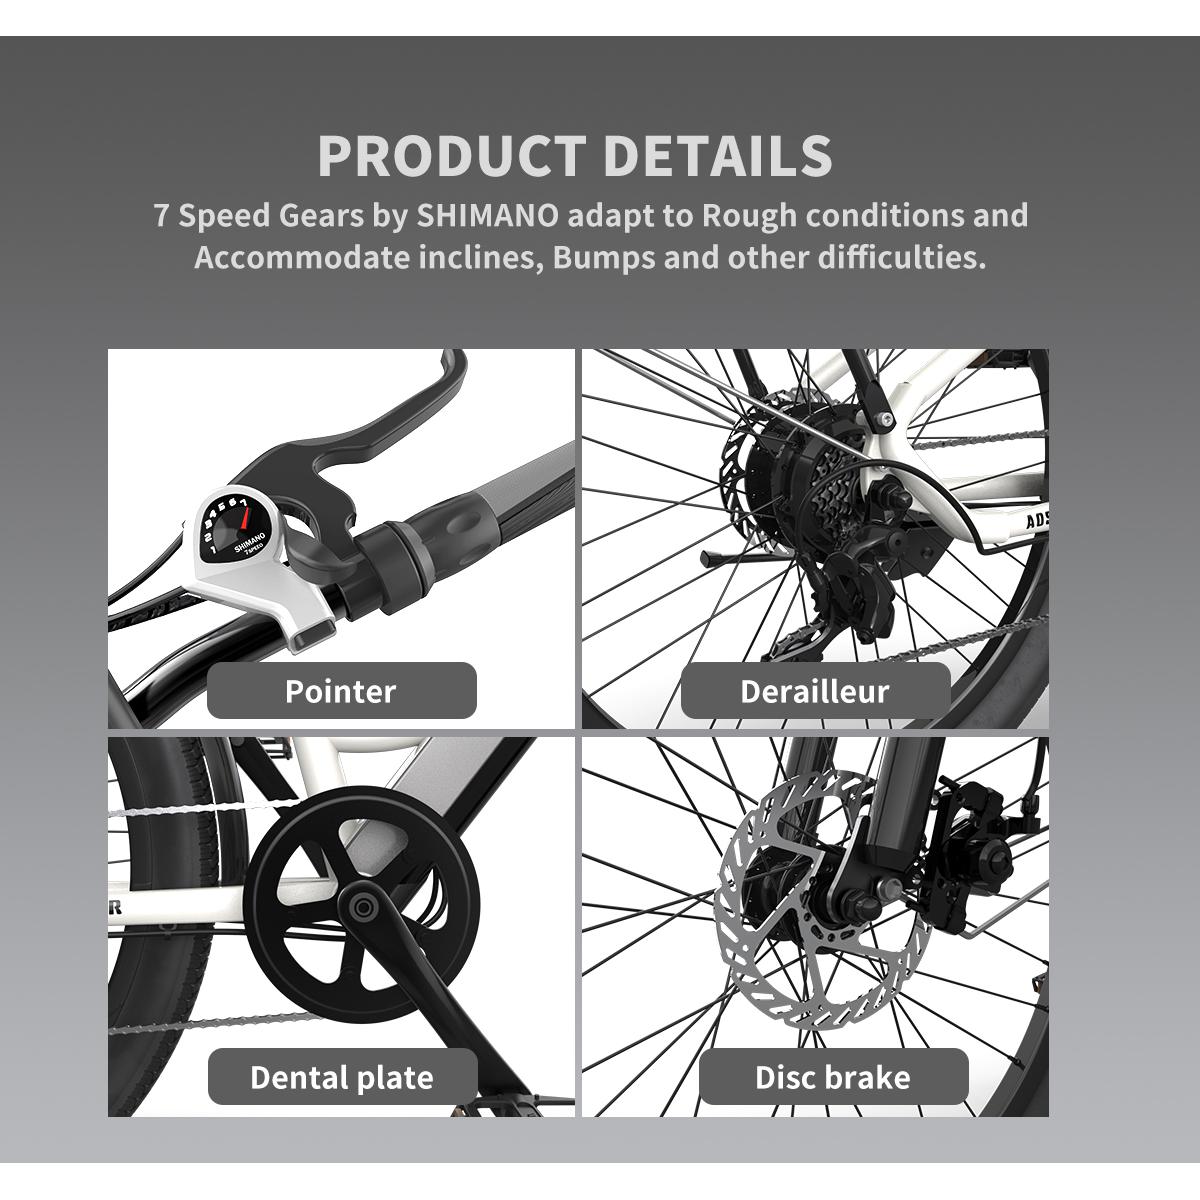 PRODUCT DETAILS
7 Speed Gears by SHIMANO adapt to Rough conditions and
Accommodate inclines, Bumps and other difficulties.
1 2 3 4 5 6 7
SHIMANO
7 SPEED
Pointer
ADS
Derailleur
R
Dental plate
Disc brake